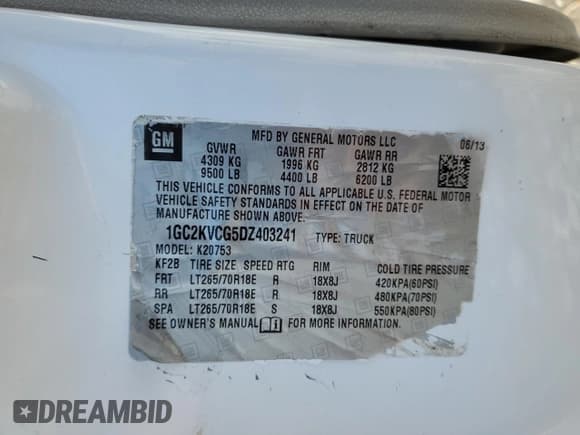 GM
MFD BY GENERAL MOTORS LLC
06/13
GVWR GAWR FRT GAWR RR
4309 KG 1996 KG 2812 KG
9500 LB 4400 LB 6200 LB
THIS VEHICLE CONFORMS TO ALL APPLICABLE U.S. FEDERAL MOTOR
VEHICLE SAFETY STANDARDS IN EFFECT ON THE DATE OF
MANUFACTURE SHOWN ABOVE.
1GC2KVCG5DZ403241 TYPE: TRUCK
MODEL: K20753
KF2B TIRE SIZE SPEED RTG RIM COLD TIRE PRESSURE
FRT LT265/70R18E R 18X8J 420KPA(60PSI)
RR LT265/70R18E R 18X8J 480KPA(70PSI)
SPA LT265/70R18E S 18X8J 550KPA(80PSI)
SEE OWNER'S MANUAL FOR MORE INFORMATION.
DREAMBID